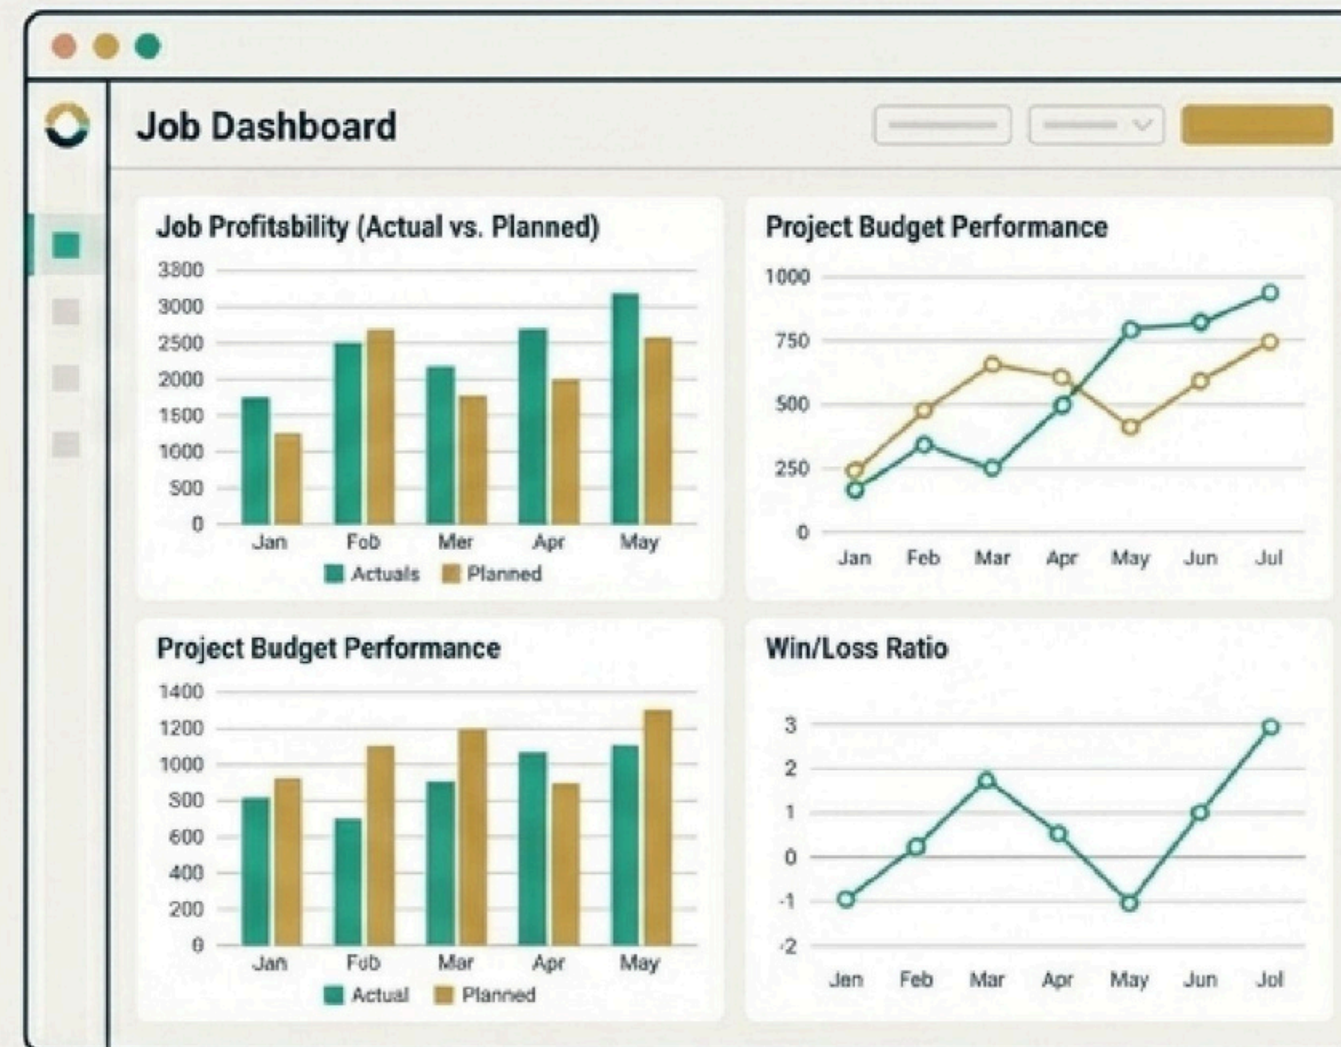 Job Dashboard
Job Profitsbility (Actual vs. Planned)
3300
3000
2500
2000
1500
1000
500
0
Jan Fob Mer Apr May
Actuals Planned
Project Budget Performance
1000
750
500
250
0
Jan Feb Mar Apr May Jun Jul
Project Budget Performance
1400
1200
1000
800
600
400
200
0
Jan Fob Mar Apr May
Actual Planned
Win/Loss Ratio
3
2
1
0
-1
-2
Jen Feb Mar Apr May Jun Jol